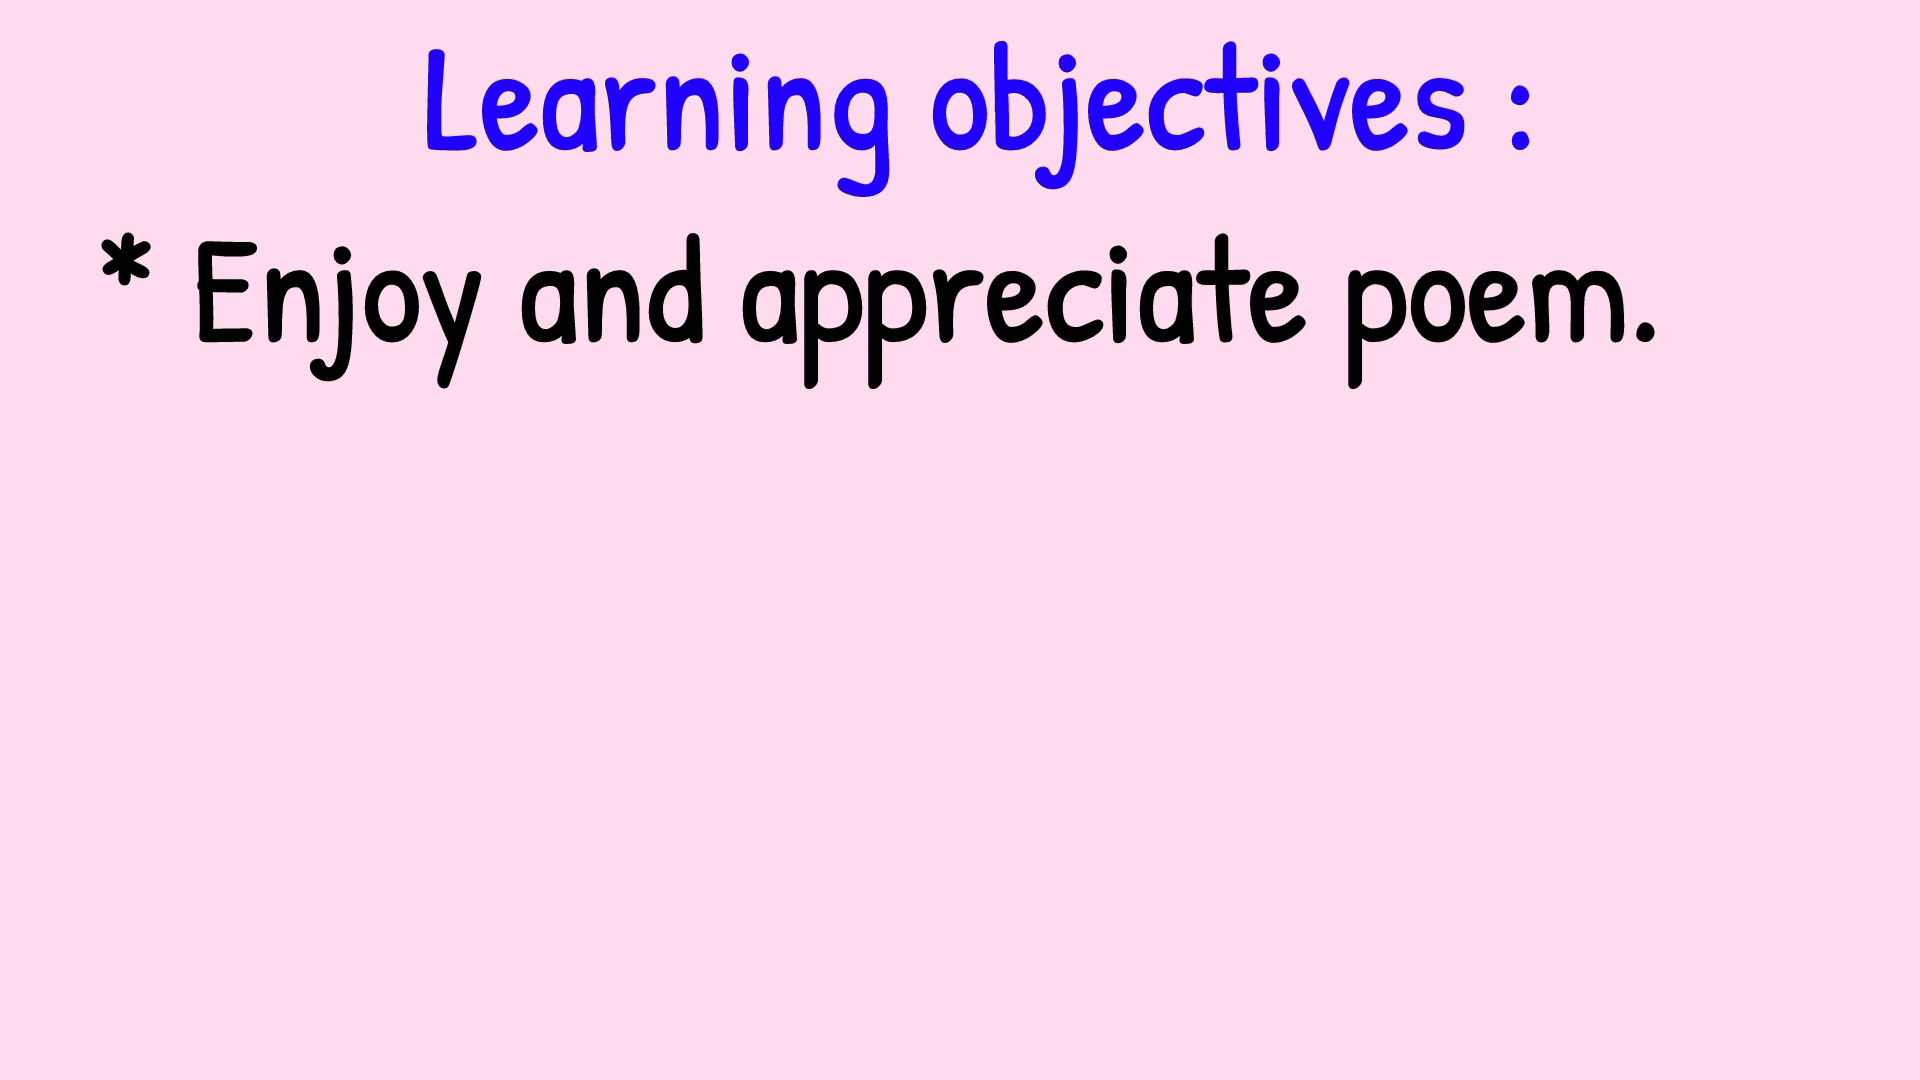 Learning objectives :
* Enjoy and appreciate poem.